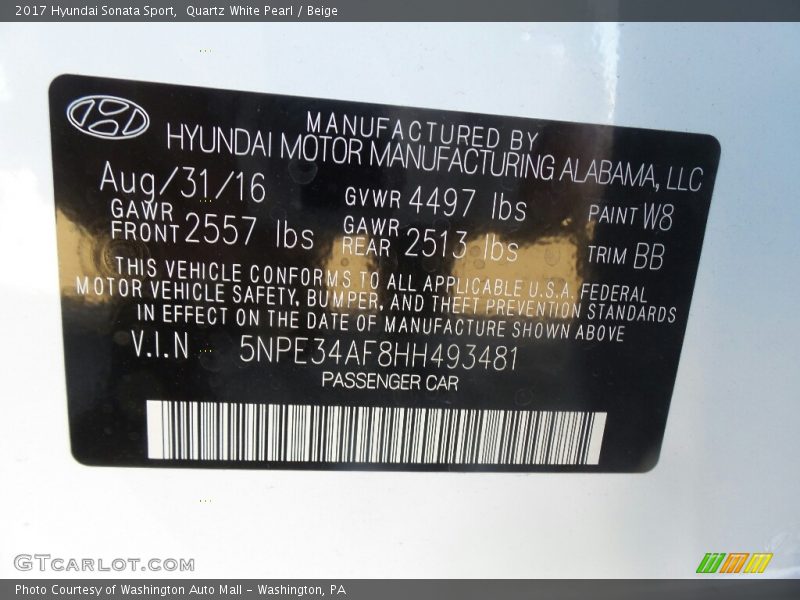 2017 Hyundai Sonata Sport,  Quartz White Pearl / Beige
MANUFACTURED BY
HYUNDAI MOTOR MANUFACTURING ALABAMA, LLC
Aug/31/16 GVWR 4497 lbs PAINT W8
GAWR FRONT 2557 lbs GAWR REAR 2513 lbs TRIM BB
THIS VEHICLE CONFORMS TO ALL APPLICABLE U.S.A. FEDERAL
MOTOR VEHICLE SAFETY, BUMPER, AND THEFT PREVENTION STANDARDS
IN EFFECT ON THE DATE OF MANUFACTURE SHOWN ABOVE
V.I.N 5NPE34AF8HH493481
PASSENGER CAR
GTCARLOT.COM
Photo Courtesy of Washington Auto Mall – Washington, PA